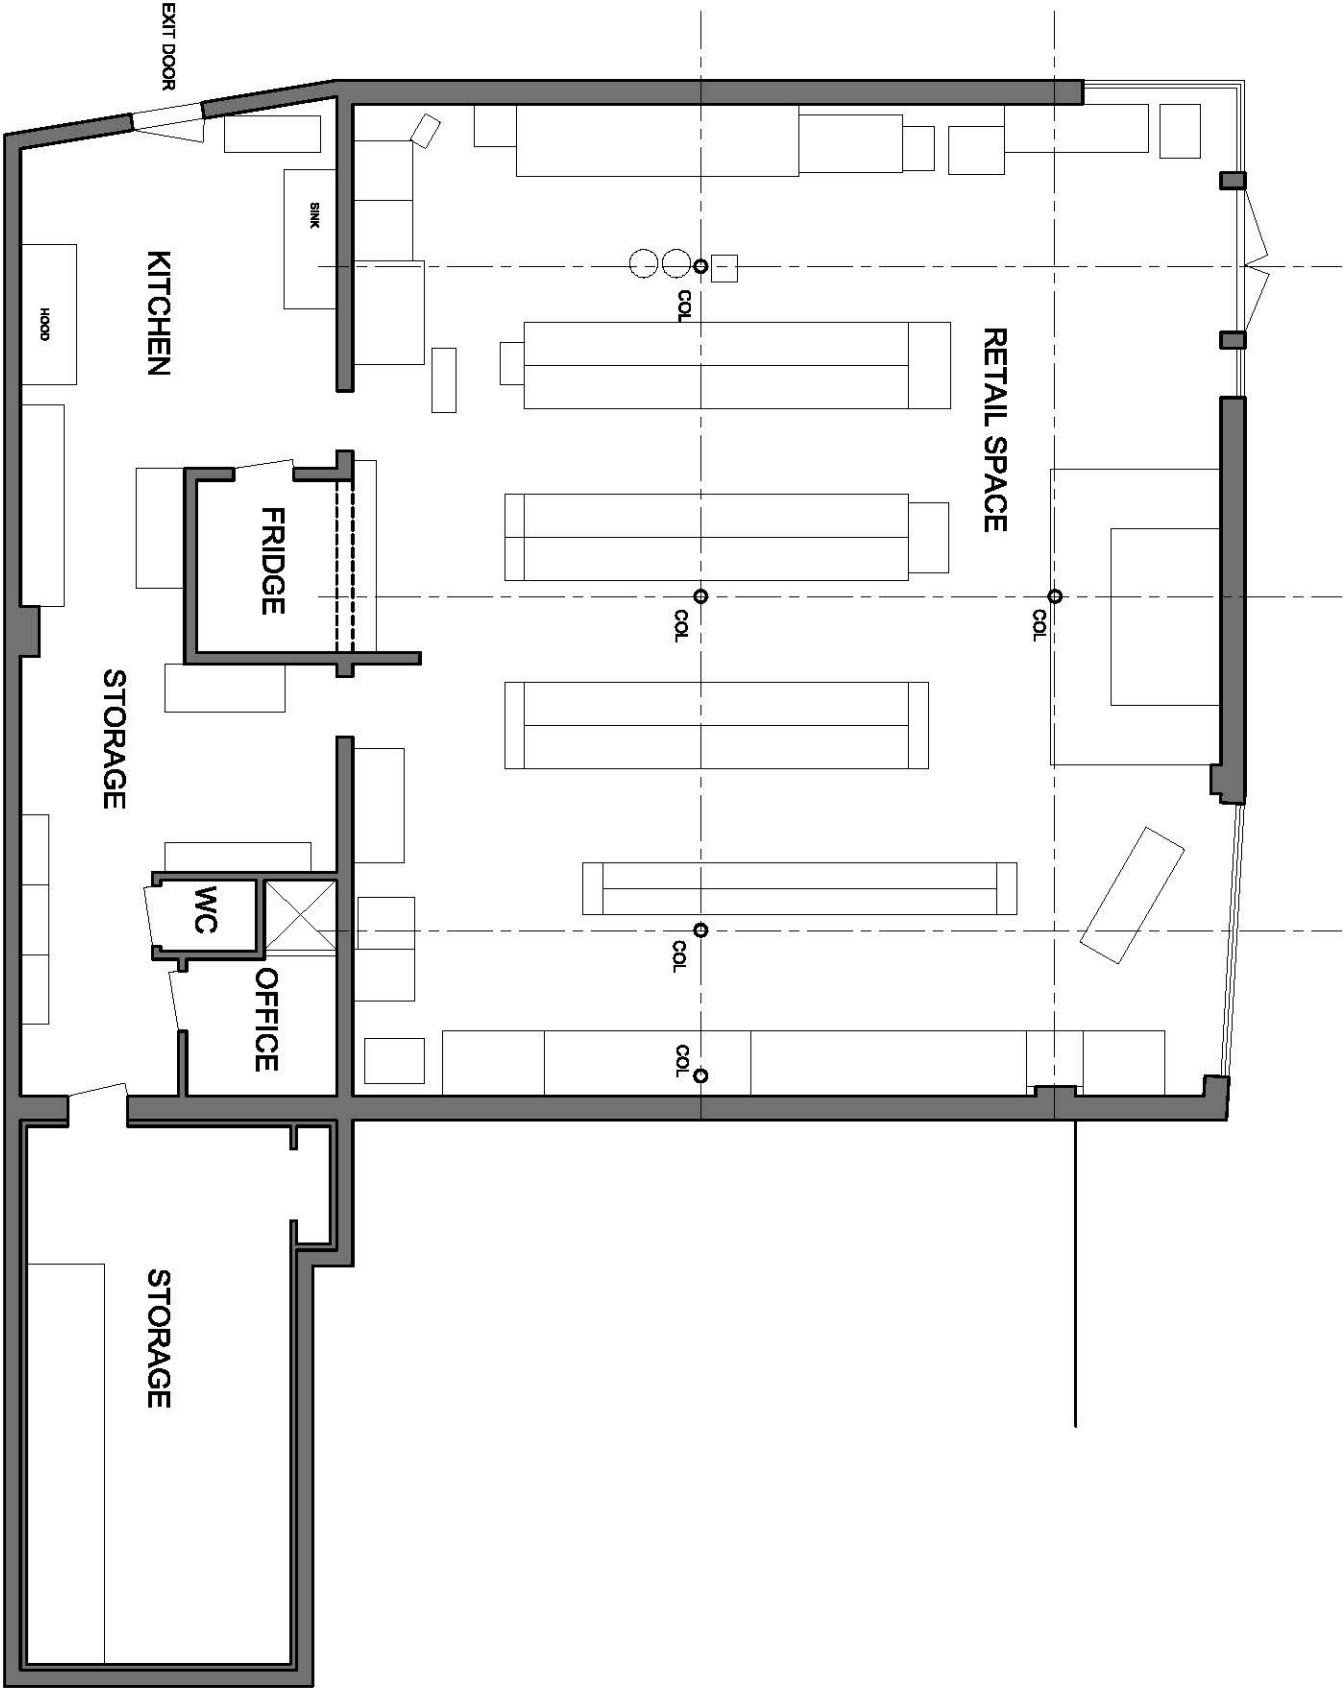 EXIT DOOR
SINK
KITCHEN
HOOD
COL
RETAIL SPACE
FRIDGE
COL
COL
STORAGE
WC
COL
OFFICE
COL
STORAGE